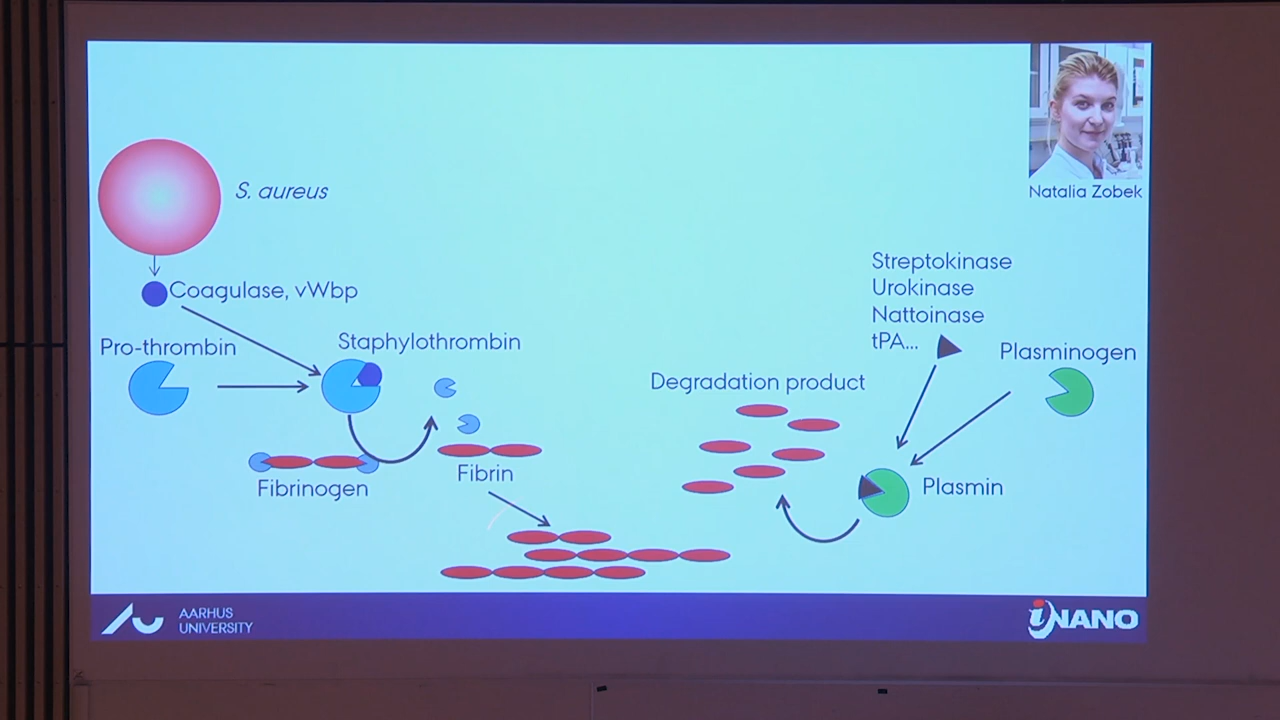 Natalia Zobek
S. aureus
Coagulase, vWbp
Pro-thrombin
Staphylothrombin
Fibrinogen
Fibrin
Degradation product
Streptokinase
Urokinase
Nattoinase
tPA...
Plasminogen
Plasmin
AARHUS
UNIVERSITY
iNANO